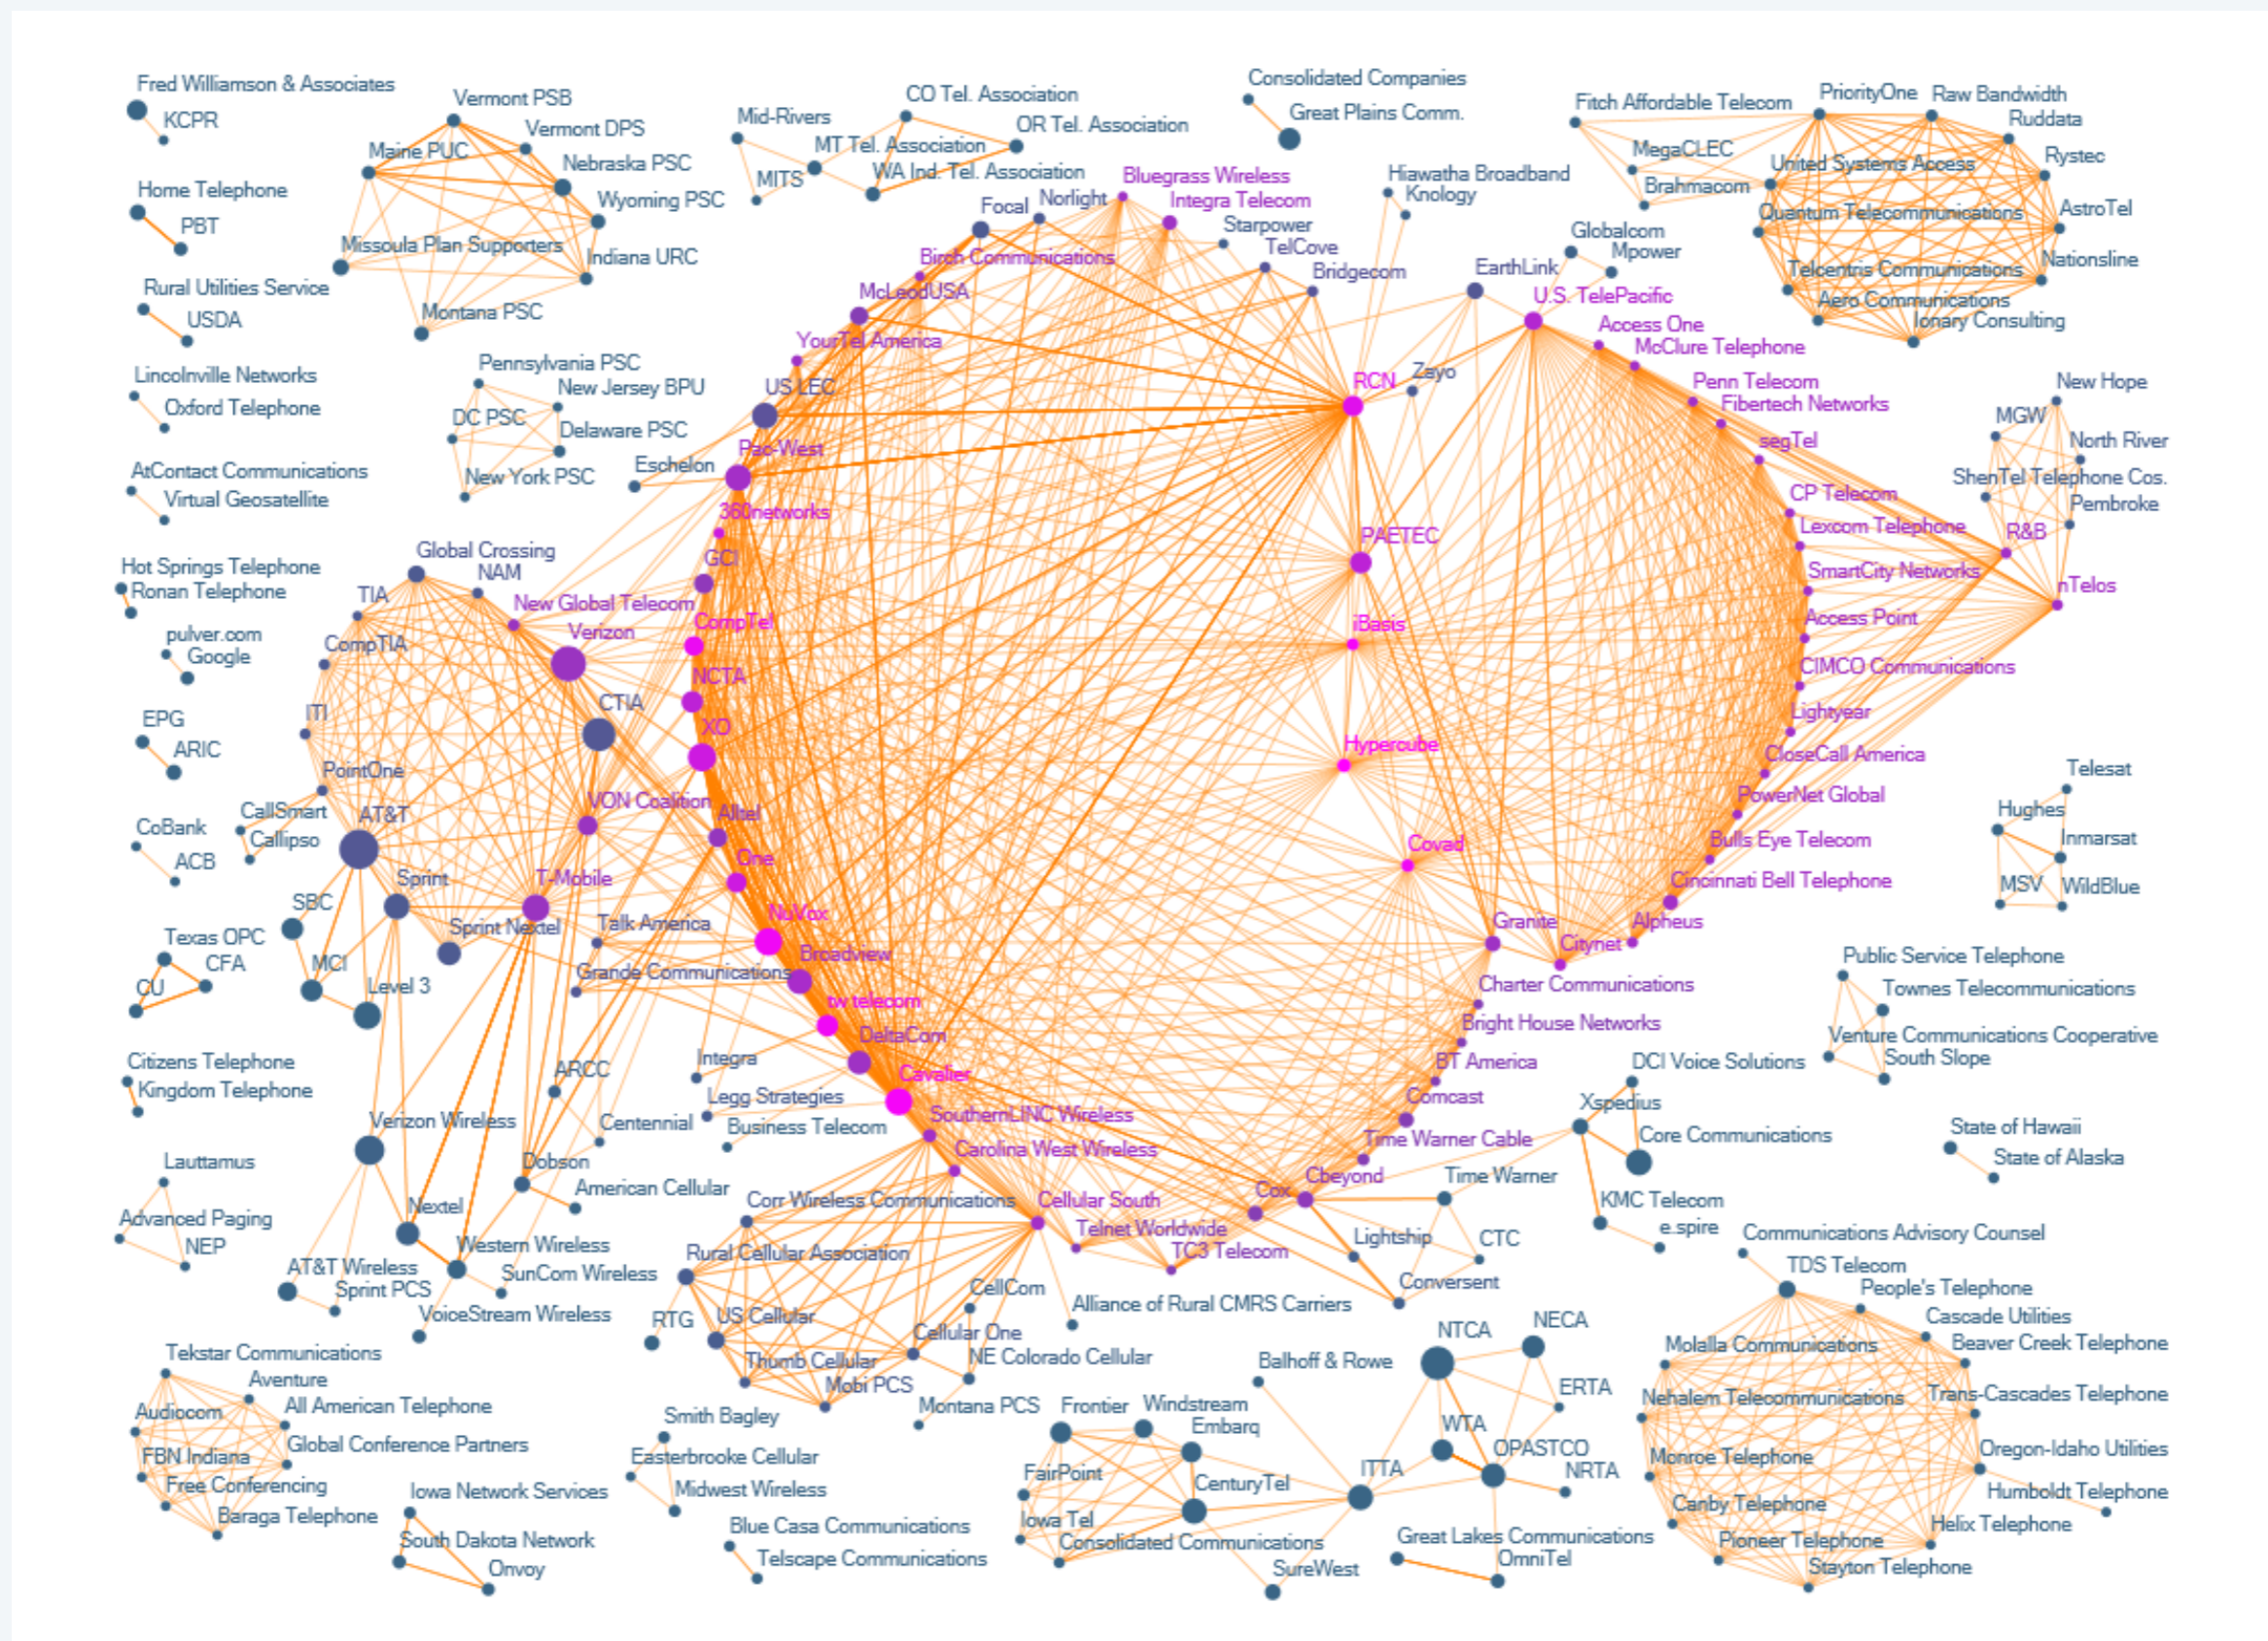 Fred Williamson & Associates
KCPR
Home Telephone
PBT
Rural Utilities Service
USDA
Lincolnville Networks
Oxford Telephone
AtContact Communications
Virtual Geosatellite
Hot Springs Telephone
Ronan Telephone
pulver.com
Google
EPG
ARIC
CoBank
ACB
Texas OPC
CFA
CU
Citizens Telephone
Kingdom Telephone
Lauttamus
Advanced Paging
NEP
Tekstar Communications
Aventure
All American Telephone
Audiocom
Global Conference Partners
FBN Indiana
Free Conferencing
Baraga Telephone
Iowa Network Services
South Dakota Network
Onvoy
Vermont PSB
Vermont DPS
Maine PUC
Nebraska PSC
Wyoming PSC
Missoula Plan Supporters
Indiana URC
Montana PSC
Pennsylvania PSC
New Jersey BPU
DC PSC
Delaware PSC
New York PSC
Mid-Rivers
CO Tel. Association
OR Tel. Association
MT Tel. Association
WA Ind. Tel. Association
MITS
Consolidated Companies
Great Plains Comm.
Hiawatha Broadband
Knology
Fitch Affordable Telecom
PriorityOne
Raw Bandwidth
Ruddata
MegaCLEC
United Systems Access
Rystec
Brahmacom
Quantum Telecommunications
AstroTel
Telcentris Communications
Nationsline
Aero Communications
Ionary Consulting
Bluegrass Wireless
Integra Telecom
Focal
Norlight
Starpower
TelCove
Bridgecom
Birch Communications
McLeodUSA
YourTel America
US LEC
Pac-West
Eschelon
360networks
GCI
CompTel
NCTA
XO
Alltel
One
NuVox
Broadview
tw telecom
DeltaCom
Cavalier
SouthernLINC Wireless
Carolina West Wireless
Cellular South
Telnet Worldwide
TC3 Telecom
Globalcom
Mpower
EarthLink
U.S. TelePacific
Access One
McClure Telephone
Zayo
RCN
Penn Telecom
Fibertech Networks
segTel
CP Telecom
Lexcom Telephone
SmartCity Networks
Access Point
CIMCO Communications
Lightyear
CloseCall America
PowerNet Global
Bulls Eye Telecom
Cincinnati Bell Telephone
Alpheus
Citynet
Granite
Charter Communications
Bright House Networks
BT America
Comcast
Time Warner Cable
Cbeyond
Cox
PAETEC
iBasis
Hypercube
Covad
New Hope
MGW
North River
ShenTel Telephone Cos.
Pembroke
R&B
nTelos
Global Crossing
NAM
TIA
New Global Telecom
Verizon
CompTIA
CTIA
ITI
PointOne
VON Coalition
CallSmart
AT&T
Callipso
Sprint
T-Mobile
SBC
Sprint Nextel
MCI
Level 3
Talk America
Grande Communications
Integra
Legg Strategies
Business Telecom
ARCC
Centennial
Verizon Wireless
Dobson
American Cellular
Nextel
Western Wireless
AT&T Wireless
SunCom Wireless
Sprint PCS
VoiceStream Wireless
Corr Wireless Communications
Rural Cellular Association
RTG
US Cellular
CellCom
Cellular One
Thumb Cellular
NE Colorado Cellular
Mobi PCS
Montana PCS
Alliance of Rural CMRS Carriers
Smith Bagley
Easterbrooke Cellular
Midwest Wireless
Blue Casa Communications
Telscape Communications
Time Warner
Lightship
CTC
Conversent
DCI Voice Solutions
Xspedius
Core Communications
KMC Telecom
e.spire
Telesat
Hughes
Inmarsat
MSV
WildBlue
Public Service Telephone
Townes Telecommunications
Venture Communications Cooperative
South Slope
State of Hawaii
State of Alaska
NTCA
NECA
Balhoff & Rowe
ERTA
WTA
OPASTCO
NRTA
ITTA
Frontier
Windstream
Embarq
FairPoint
CenturyTel
Iowa Tel
Consolidated Communications
SureWest
Great Lakes Communications
OmniTel
Communications Advisory Counsel
TDS Telecom
People's Telephone
Cascade Utilities
Molalla Communications
Beaver Creek Telephone
Nehalem Telecommunications
Trans-Cascades Telephone
Monroe Telephone
Oregon-Idaho Utilities
Humboldt Telephone
Canby Telephone
Helix Telephone
Pioneer Telephone
Stayton Telephone